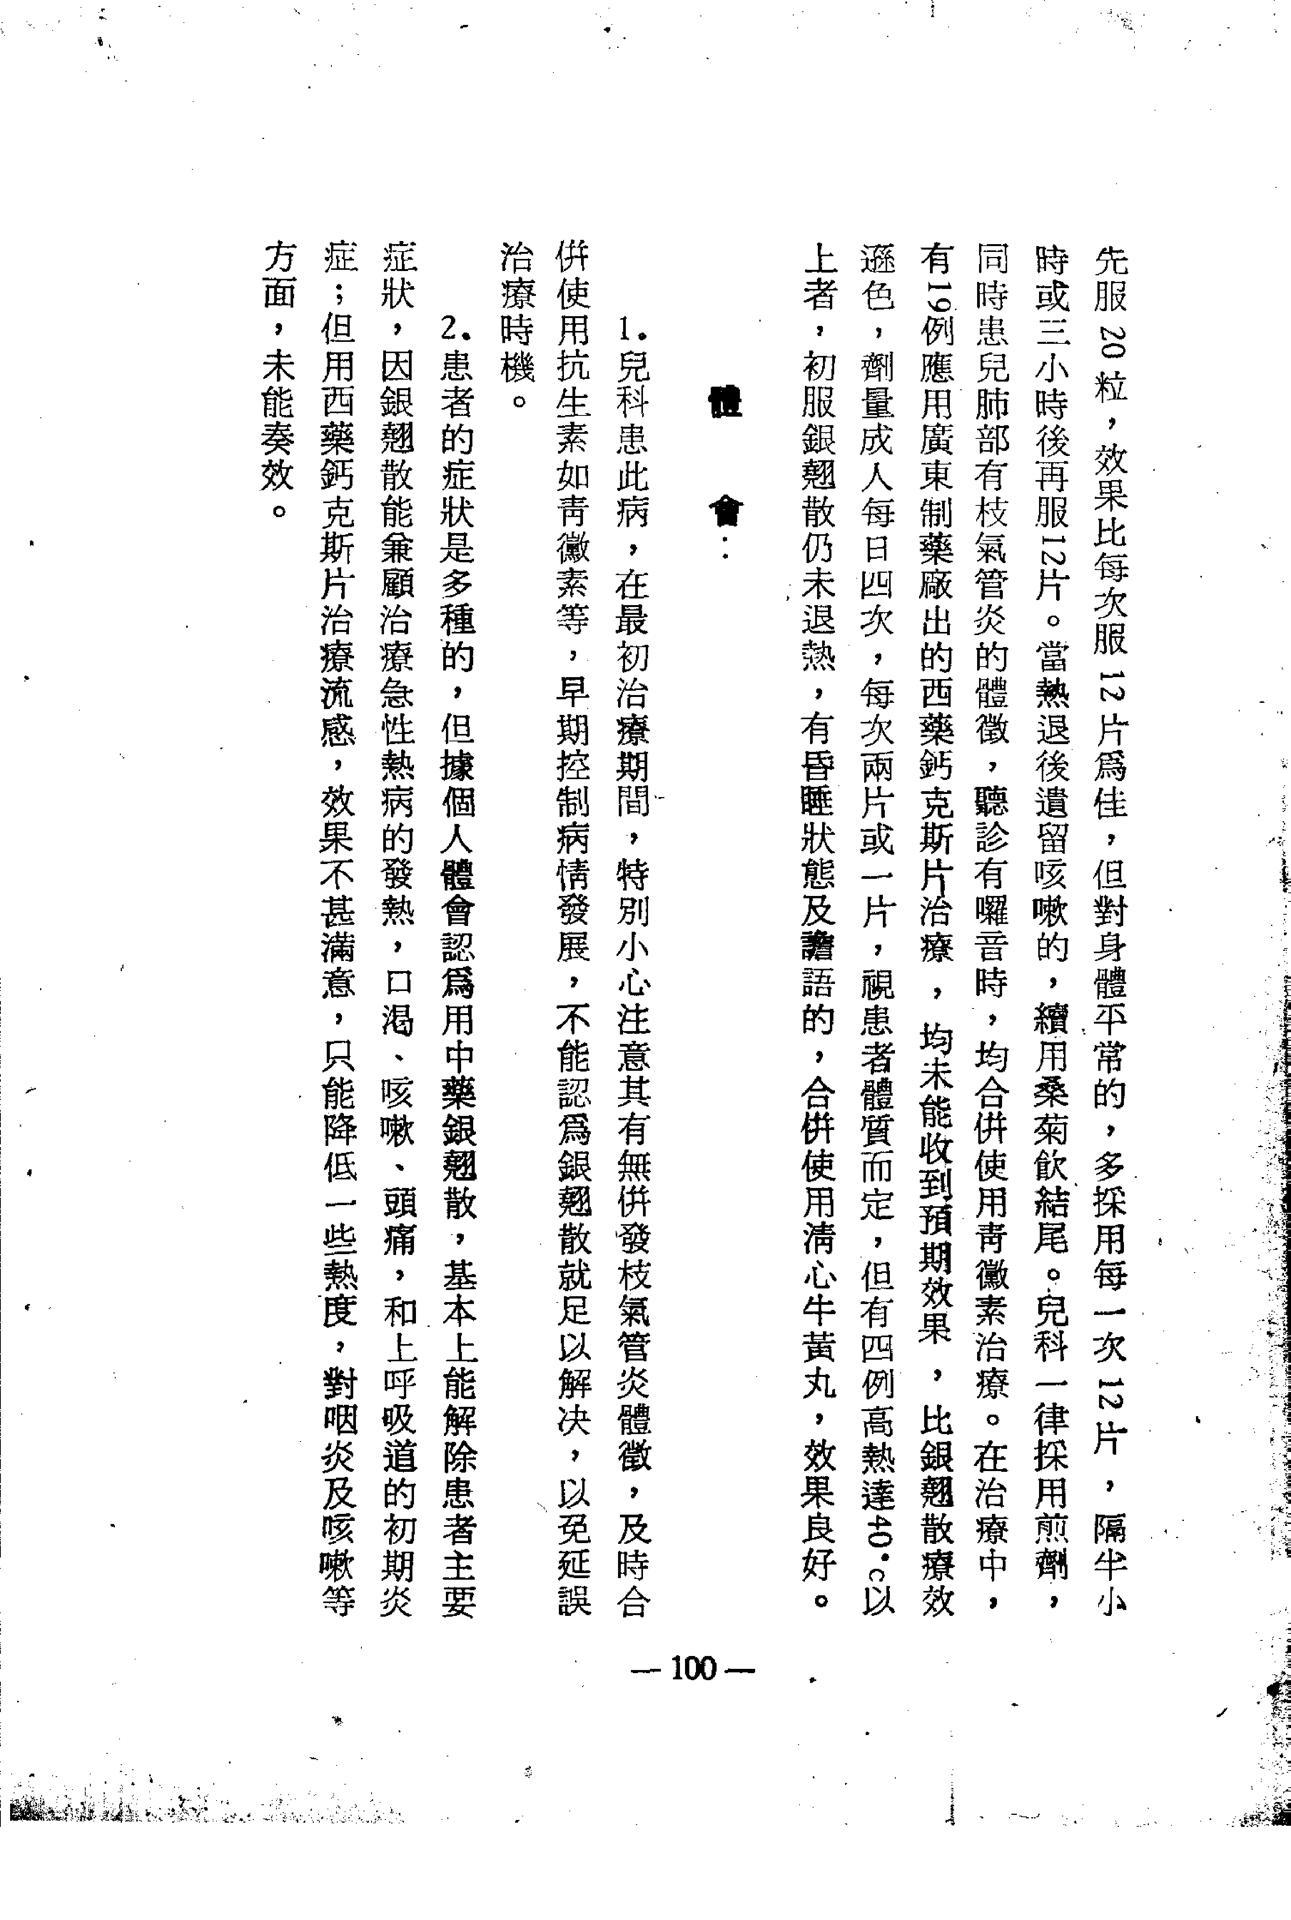 先服20粒，效果比每次服12片爲佳，但對身體平常的，多採用每一次12片，隔半小
時或三小時後再服12片。當熱退後遺留咳嗽的，續用桑菊飲結尾。兒科一律採用煎劑，
同時患兒肺部有枝氣管炎的體徵，聽診有囉音時，均合併使用青黴素治療。在治療中，
有19例應用廣東制藥廠出的西藥鈣克斯片治療，均未能收到預期效果，比銀翹散療效
遜色，劑量成人每日四次，每次兩片或一片，視患者體質而定，但有四例高熱達40°c以
上者，初服銀翹散仍未退熱，有昏睡狀態及譫語的，合併使用淸心牛黃丸，效果良好。
體會：
1.兒科患此病，在最初治療期間，特別小心注意其有無併發枝氣管炎體徵，及時合
併使用抗生素如青黴素等，早期控制病情發展，不能認爲銀翹散就足以解决，以免延誤
治療時機。
2.患者的症狀是多種的，但據個人體會認爲用中藥銀翹散，基本上能解除患者主要
症狀，因銀翹散能兼顧治療急性熱病的發熱，口渴、咳嗽、頭痛，和上呼吸道的初期炎
症；但用西藥鈣克斯片治療流感，效果不甚滿意，只能降低一些熱度，對咽炎及咳嗽等
方面，未能奏效。
—100—